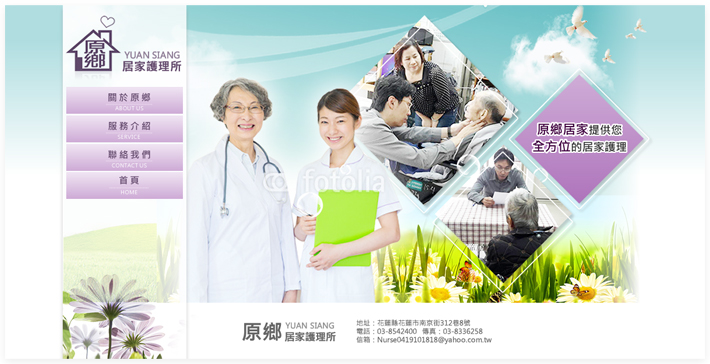 原鄉
YUAN SIANG
居家護理所
關於原鄉
ABOUT US
服務介紹
SERVICE
聯絡我們
CONTACT US
首頁
HOME
fotolia
原鄉居家提供您
全方位的居家護理
原鄉
YUAN SIANG
居家護理所
地址：花蓮縣花蓮市南京街312巷8號
電話：03-8542400 傳真：03-8336258
信箱：Nurse0419101818@yahoo.com.tw